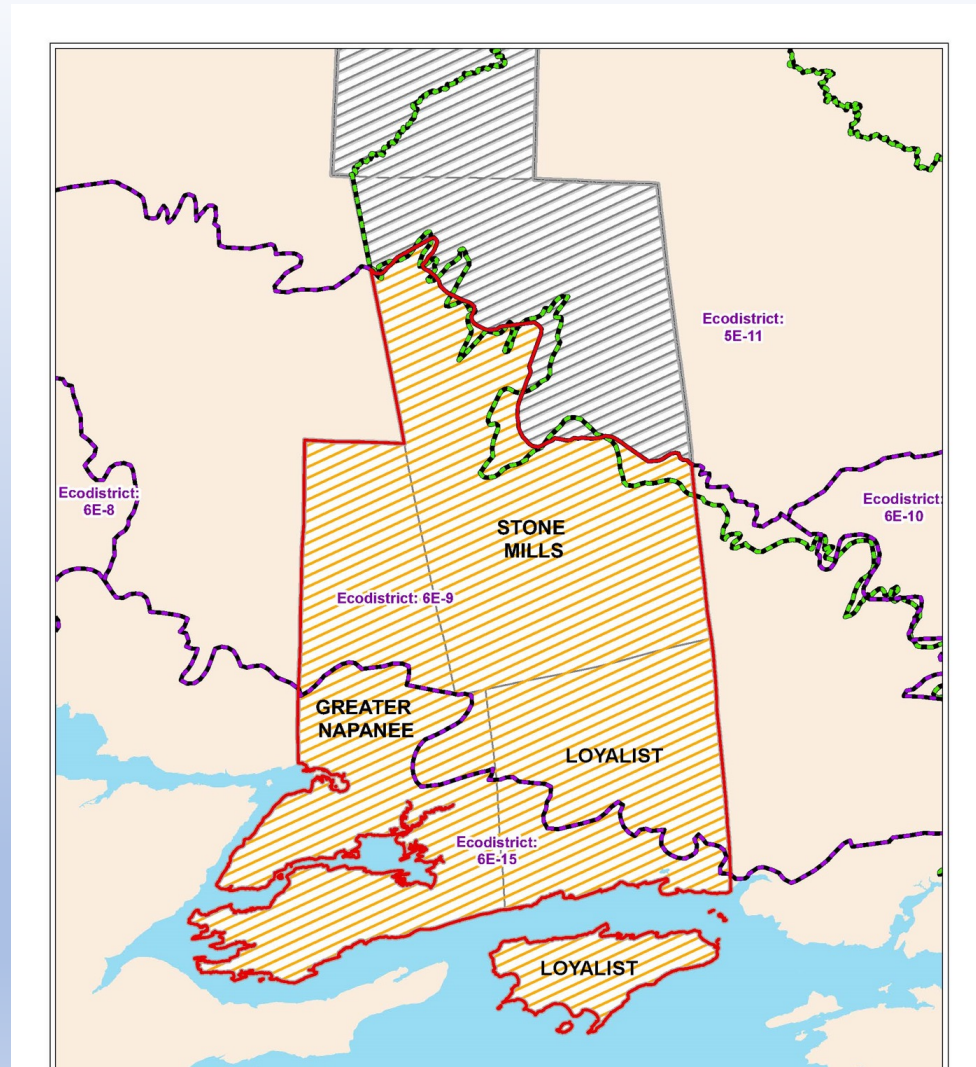 Ecodistrict:
5E-11
Ecodistrict:
6E-8
Ecodistrict:
6E-10
STONE
MILLS
Ecodistrict: 6E-9
GREATER
NAPANEE
LOYALIST
Ecodistrict:
6E-15
LOYALIST